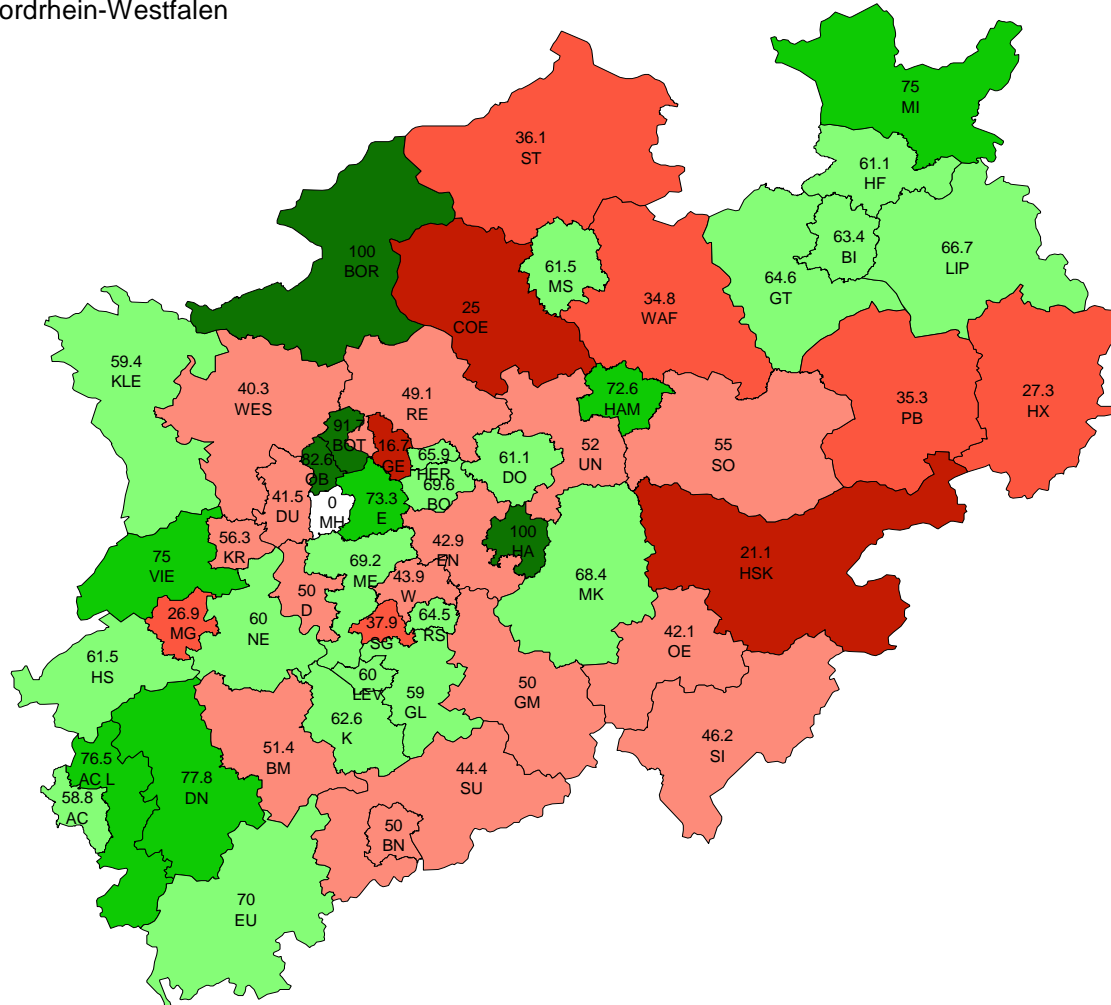 ordrhein-Westfalen
75
MI
36.1
ST
61.1
HF
63.4
BI
66.7
LIP
100
BOR
61.5
MS
64.6
GT
25
COE
34.8
WAF
59.4
KLE
40.3
WES
49.1
RE
72.6
HAM
35.3
PB
27.3
HX
91.7
BOT
16.7
GE
65.9
HER
61.1
DO
52
UN
55
SO
82.6
OB
69.6
BO
41.5
DU
0
MH
73.3
E
56.3
KR
42.9
EN
100
HA
21.1
HSK
75
VIE
69.2
ME
43.9
W
68.4
MK
50
D
26.9
MG
60
NE
37.9
SG
64.5
RS
42.1
OE
61.5
HS
60
LEV
59
GL
50
GM
62.6
K
46.2
SI
51.4
BM
76.5
AC L
77.8
DN
44.4
SU
58.8
AC
50
BN
70
EU